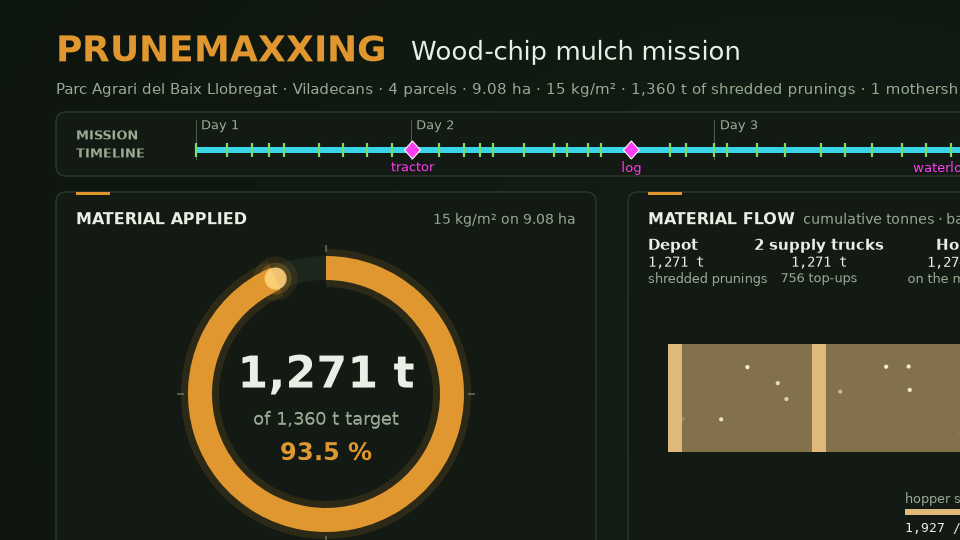 PRUNEMAXXING Wood-chip mulch mission
Parc Agrari del Baix Llobregat · Viladecans · 4 parcels · 9.08 ha · 15 kg/m² · 1,360 t of shredded prunings · 1 mothersh
MISSION TIMELINE
Day 1 Day 2 Day 3
tractor log waterlo
MATERIAL APPLIED 15 kg/m² on 9.08 ha
1,271 t
of 1,360 t target
93.5 %
MATERIAL FLOW cumulative tonnes · ba
Depot 2 supply trucks Ho
1,271 t 1,271 t 1,27
shredded prunings 756 top-ups on the m
hopper s
1,927 /